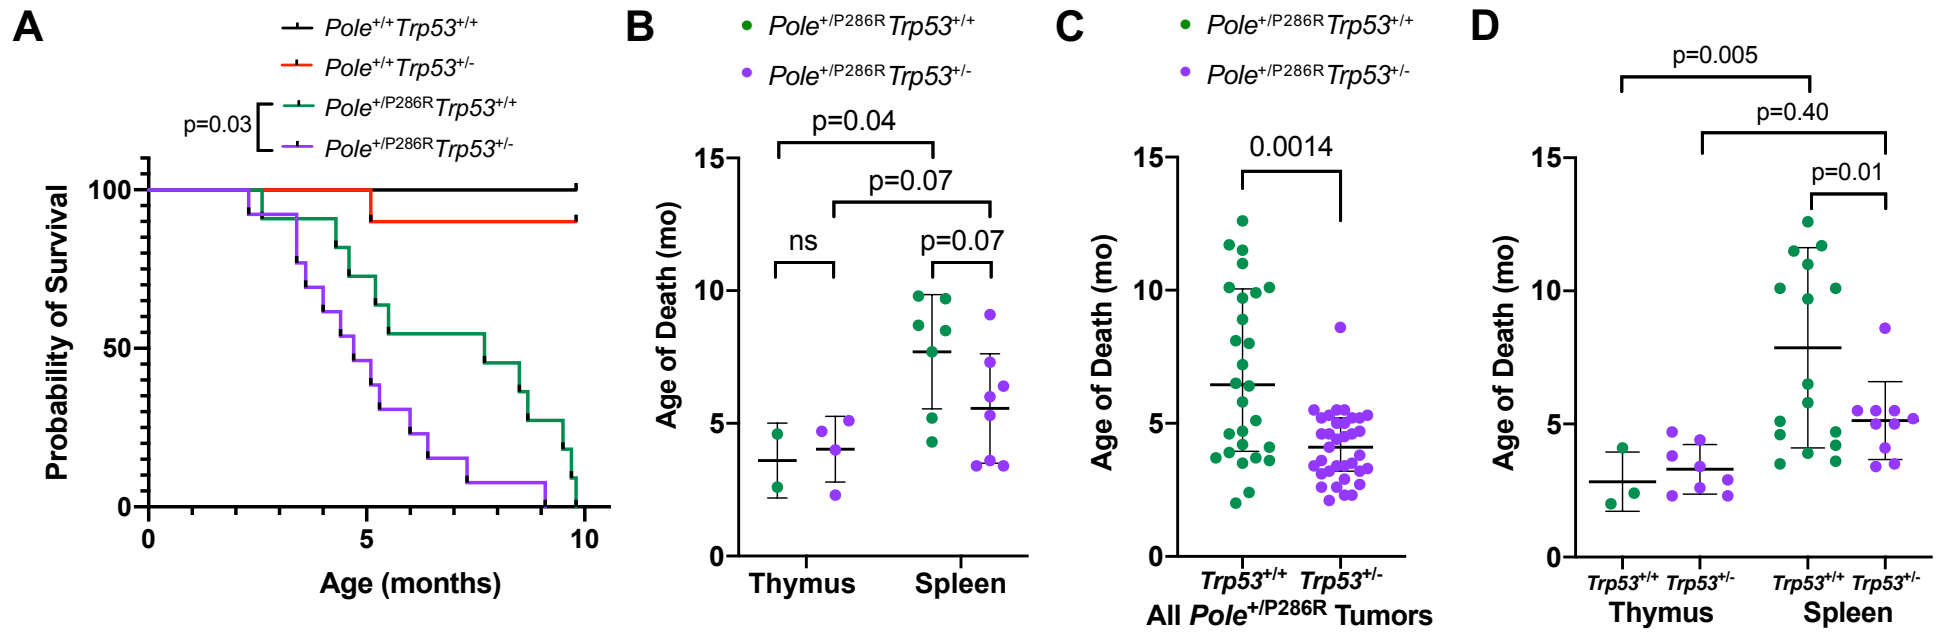 A
Pole+/+Trp53+/+
Pole+/+Trp53+/-
Pole+/P286RTrp53+/+
Pole+/P286RTrp53+/-
p=0.03
Probability of Survival
100
50
0
0 5 10
Age (months)
B
Pole+/P286RTrp53+/+
Pole+/P286RTrp53+/-
p=0.04
p=0.07
ns
p=0.07
Age of Death (mo)
15
10
5
0
Thymus Spleen
C
Pole+/P286RTrp53+/+
Pole+/P286RTrp53+/-
0.0014
Age of Death (mo)
15
10
5
0
Trp53+/+ Trp53+/-
All Pole+/P286R Tumors
D
p=0.005
p=0.40
p=0.01
Age of Death (mo)
15
10
5
0
Trp53+/+ Trp53+/- Trp53+/+ Trp53+/-
Thymus Spleen